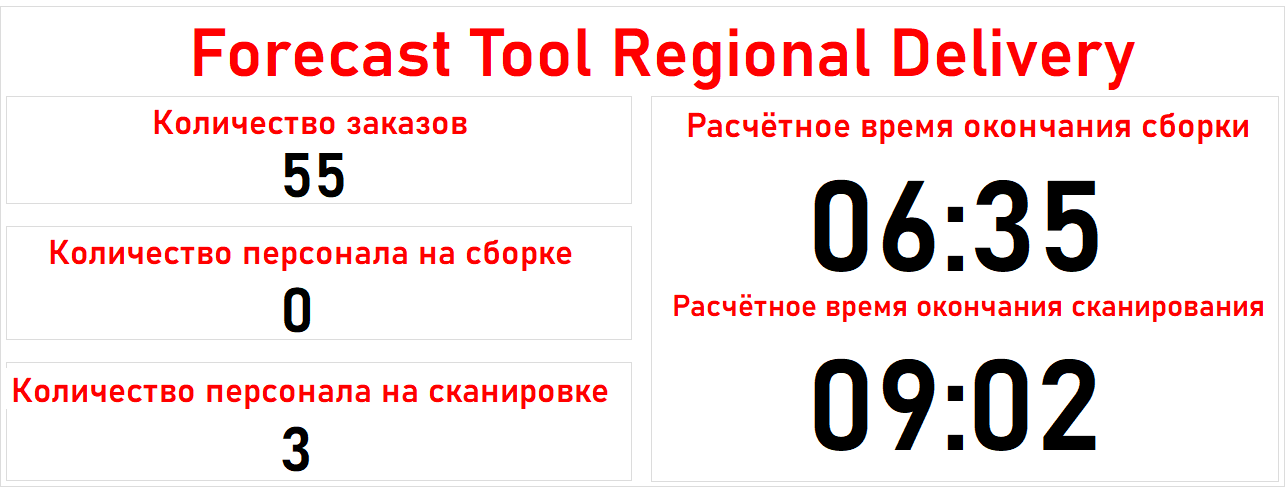 Forecast Tool Regional Delivery
Количество заказов
55
Количество персонала на сборке
0
Количество персонала на сканировке
3
Расчётное время окончания сборки
06:35
Расчётное время окончания сканирования
09:02